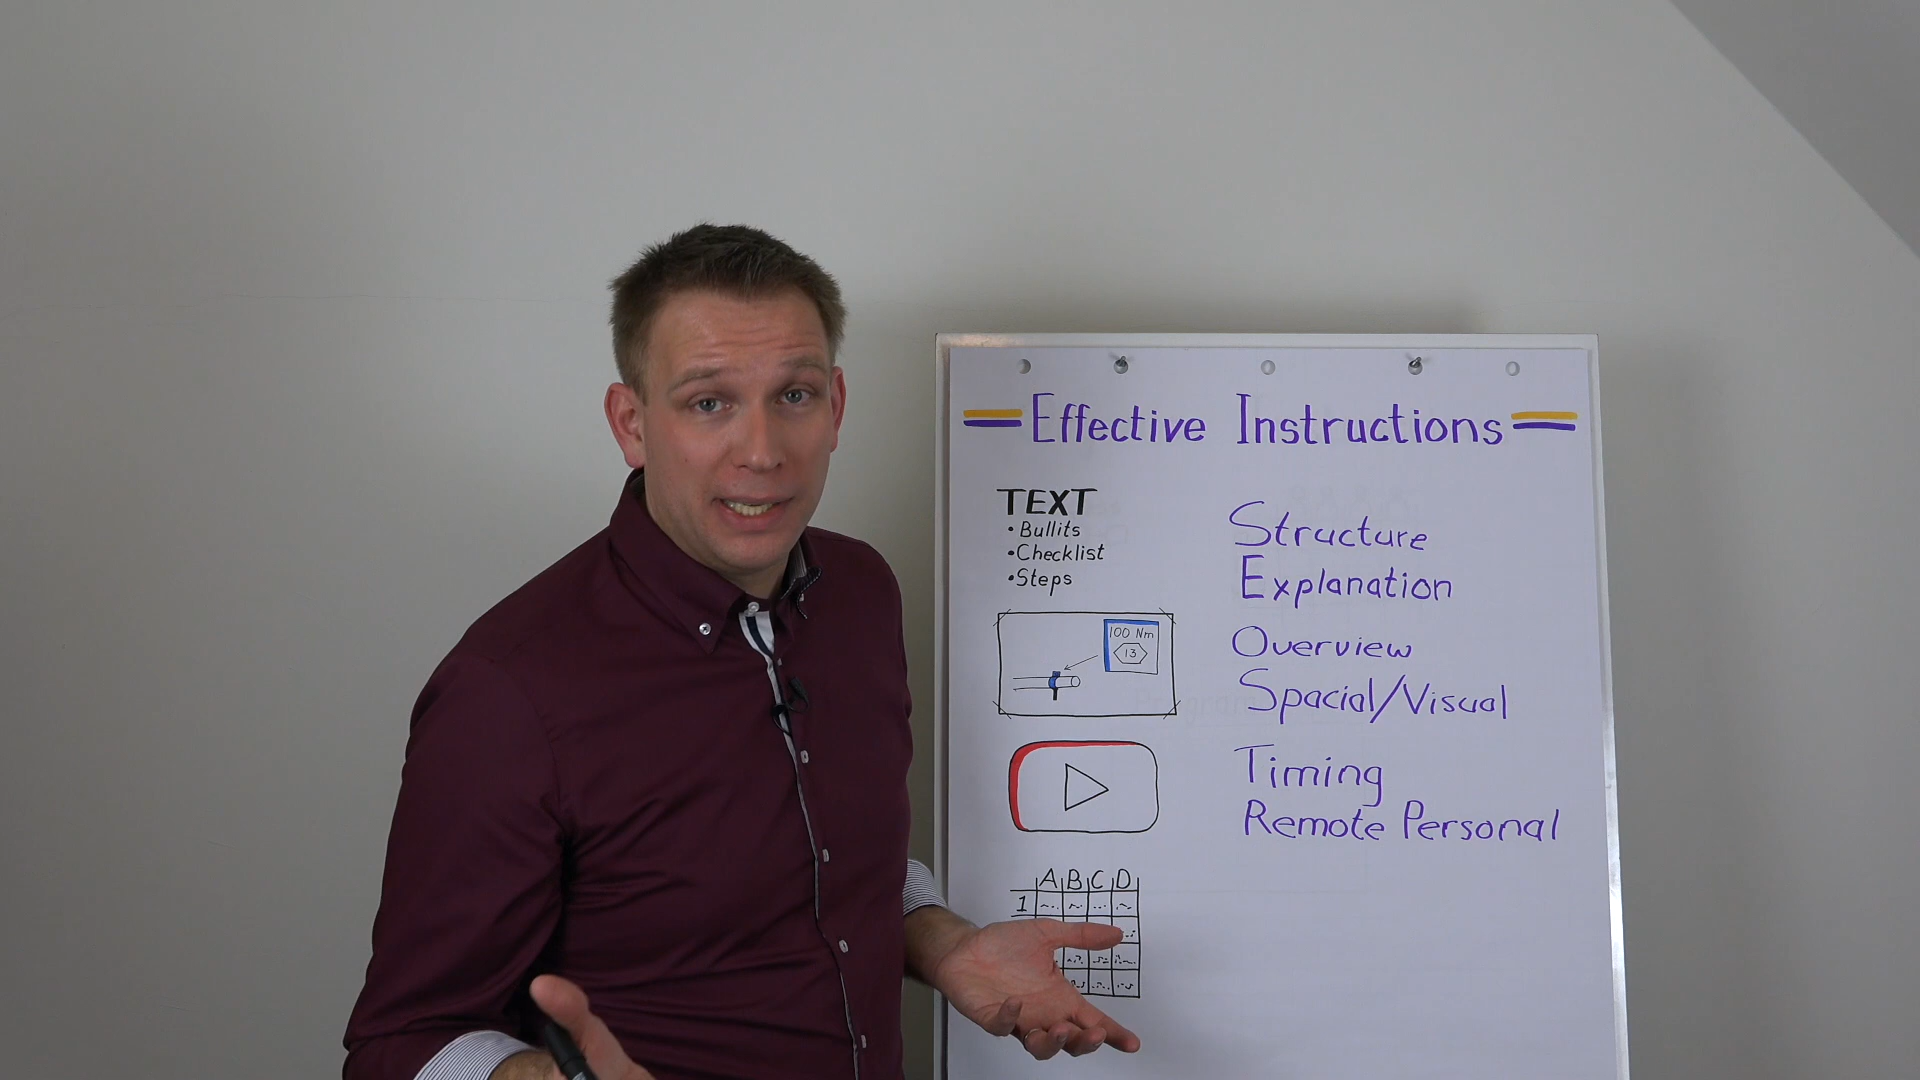 Effective Instructions
TEXT
•Bullits
•Checklist
•Steps
Structure
Explanation
100 Nm
13
Overview
Spacial/Visual
Timing
Remote Personal
A B C D
1